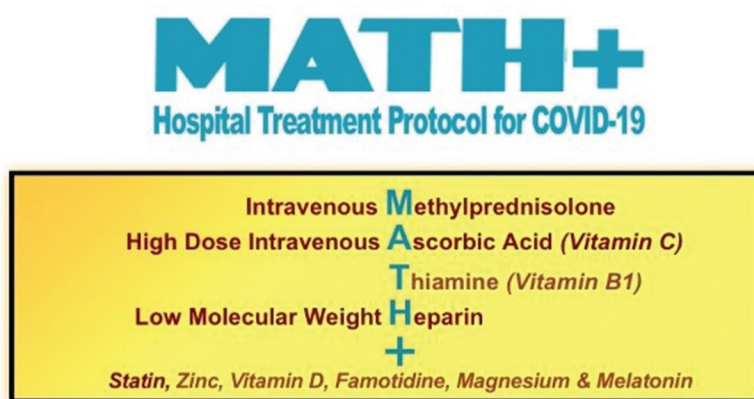 MATH+
Hospital Treatment Protocol for COVID-19
Intravenous Methylprednisolone
High Dose Intravenous Ascorbic Acid (Vitamin C)
Thiamine (Vitamin B1)
Low Molecular Weight Heparin
+
Statin, Zinc, Vitamin D, Famotidine, Magnesium & Melatonin